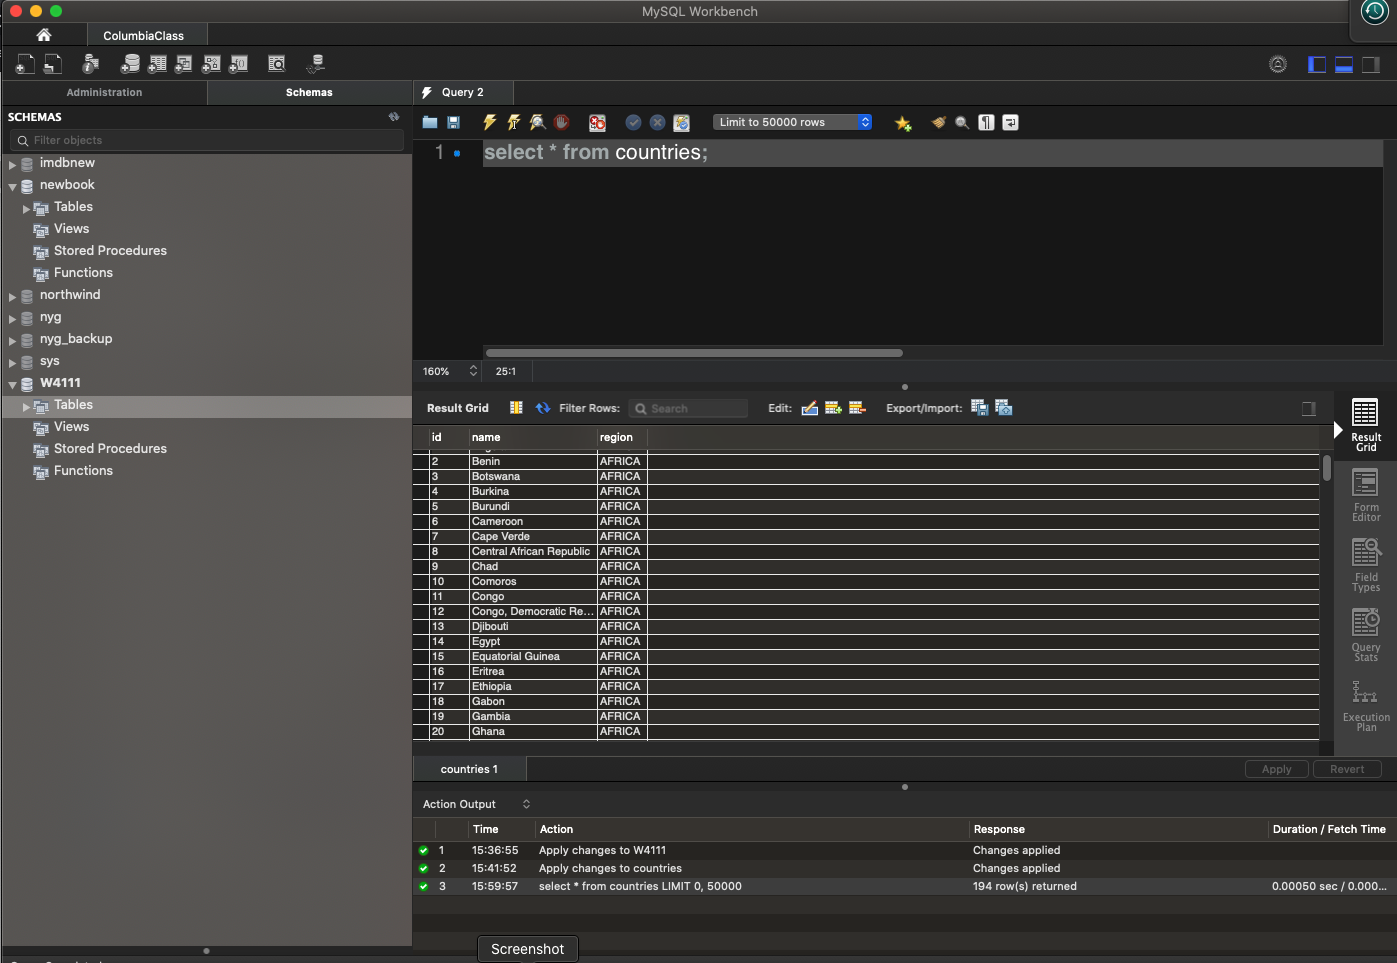 MySQL Workbench
ColumbiaClass
Administration
Schemas
SCHEMAS
Filter objects
imdbnew
newbook
Tables
Views
Stored Procedures
Functions
northwind
nyg
nyg_backup
sys
W4111
Tables
Views
Stored Procedures
Functions
Query 2
Limit to 50000 rows
1
select * from countries;
160%
25:1
Result Grid
Filter Rows:
Search
Edit:
Export/Import:
id name region
2 Benin AFRICA
3 Botswana AFRICA
4 Burkina AFRICA
5 Burundi AFRICA
6 Cameroon AFRICA
7 Cape Verde AFRICA
8 Central African Republic AFRICA
9 Chad AFRICA
10 Comoros AFRICA
11 Congo AFRICA
12 Congo, Democratic Re... AFRICA
13 Djibouti AFRICA
14 Egypt AFRICA
15 Equatorial Guinea AFRICA
16 Eritrea AFRICA
17 Ethiopia AFRICA
18 Gabon AFRICA
19 Gambia AFRICA
20 Ghana AFRICA
Result
Grid
Form
Editor
Field
Types
Query
Stats
Execution
Plan
countries 1
Apply
Revert
Action Output
Time Action Response Duration / Fetch Time
1 15:36:55 Apply changes to W4111 Changes applied
2 15:41:52 Apply changes to countries Changes applied
3 15:59:57 select * from countries LIMIT 0, 50000 194 row(s) returned 0.00050 sec / 0.000...
Screenshot